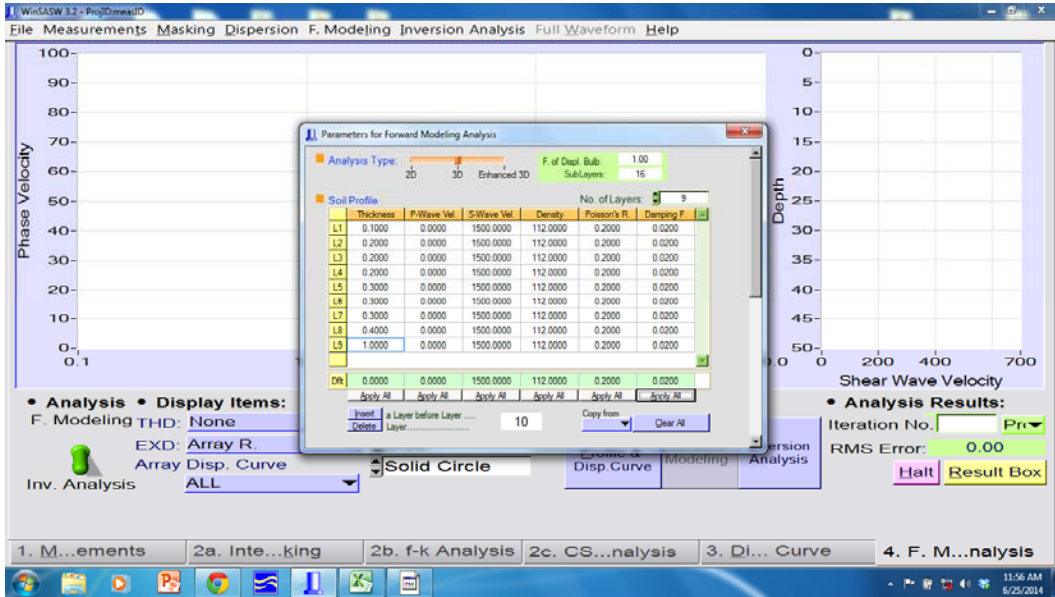 WinSASW 3.2 - ProjID:measID
File Measurements Masking Dispersion F. Modeling Inversion Analysis Full Waveform Help
100
90
80
70
60
50
40
30
20
10
0
0.1
Phase Velocity
Parameters for Forward Modeling Analysis
Analysis Type:
2D 3D Enhanced 3D
F. of Displ. Bulb: 1.00
SubLayers: 16
Soil Profile
No. of Layers: 9
Thickness P-Wave Vel. S-Wave Vel. Density Poisson's R. Damping F.
L1 0.1000 0.0000 1500.0000 112.0000 0.2000 0.0200
L2 0.2000 0.0000 1500.0000 112.0000 0.2000 0.0200
L3 0.2000 0.0000 1500.0000 112.0000 0.2000 0.0200
L4 0.2000 0.0000 1500.0000 112.0000 0.2000 0.0200
L5 0.3000 0.0000 1500.0000 112.0000 0.2000 0.0200
L6 0.3000 0.0000 1500.0000 112.0000 0.2000 0.0200
L7 0.3000 0.0000 1500.0000 112.0000 0.2000 0.0200
L8 0.4000 0.0000 1500.0000 112.0000 0.2000 0.0200
L9 1.0000 0.0000 1500.0000 112.0000 0.2000 0.0200
Dflt 0.0000 0.0000 1500.0000 112.0000 0.2000 0.0200
Apply All Apply All Apply All Apply All Apply All Apply All
Insert a Layer before Layer .....
Delete Layer
10
Copy from
Clear All
0
5
10
15
20
25
30
35
40
45
50
Depth
0 200 400 700
Shear Wave Velocity
• Analysis • Display Items:
F. Modeling
Inv. Analysis
THD: None
EXD: Array R.
Array Disp. Curve
ALL
Solid Circle
Disp.Curve
Modeling
Analysis
• Analysis Results:
Iteration No.
RMS Error: 0.00
Halt Result Box
1. M...ements 2a. Inte...king 2b. f-k Analysis 2c. CS...nalysis 3. Di... Curve 4. F. M...nalysis
11:56 AM
6/25/2014